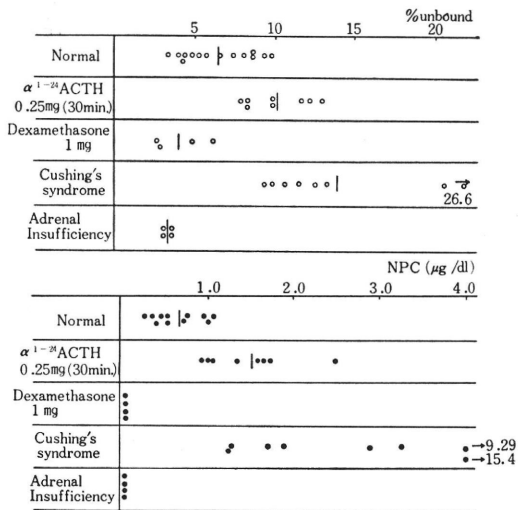 %unbound
5 10 15 20
Normal
α¹⁻²⁴ACTH
0.25mg(30min.)
Dexamethasone
1 mg
Cushing's
syndrome
26.6
Adrenal
Insufficiency
NPC (μg /dl)
1.0 2.0 3.0 4.0
Normal
α¹⁻²⁴ACTH
0.25mg(30min.)
Dexamethasone
1 mg
Cushing's
syndrome
→9.29
→15.4
Adrenal
Insufficiency